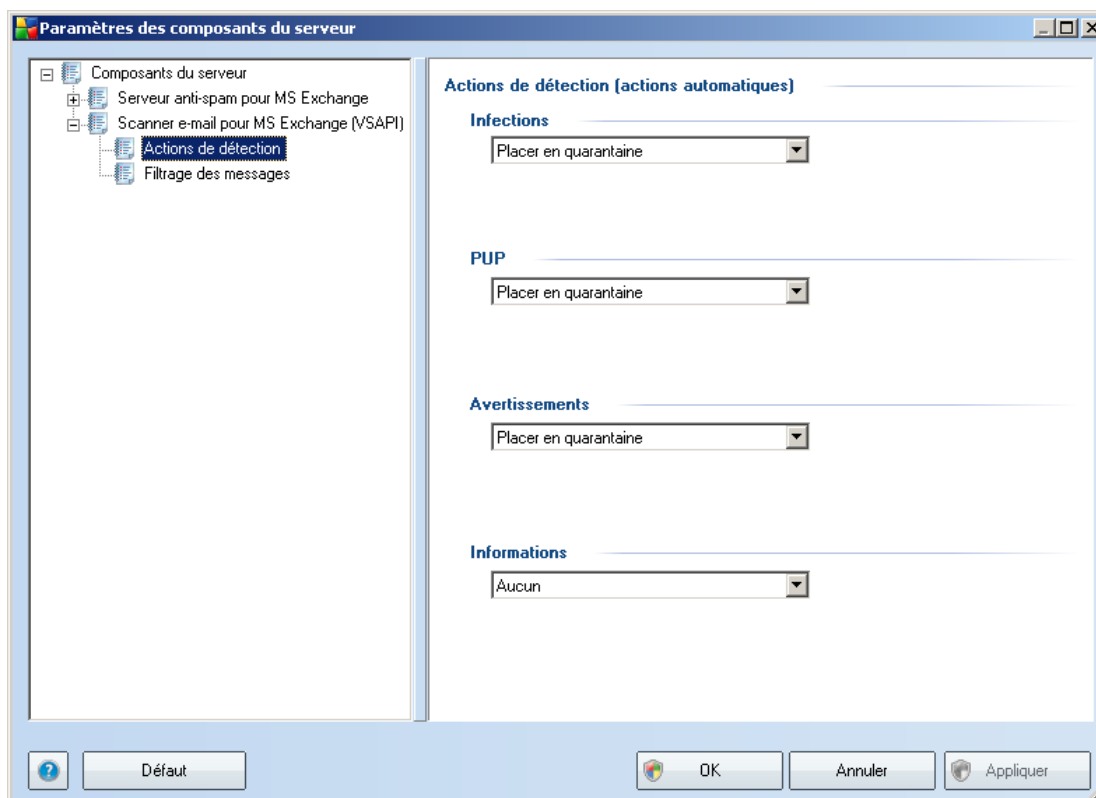 Paramètres des composants du serveur
Composants du serveur
Serveur anti-spam pour MS Exchange
Scanner e-mail pour MS Exchange (VSAPI)
Actions de détection
Filtrage des messages
Actions de détection (actions automatiques)
Infections
Placer en quarantaine
PUP
Placer en quarantaine
Avertissements
Placer en quarantaine
Informations
Aucun
Défaut
OK
Annuler
Appliquer